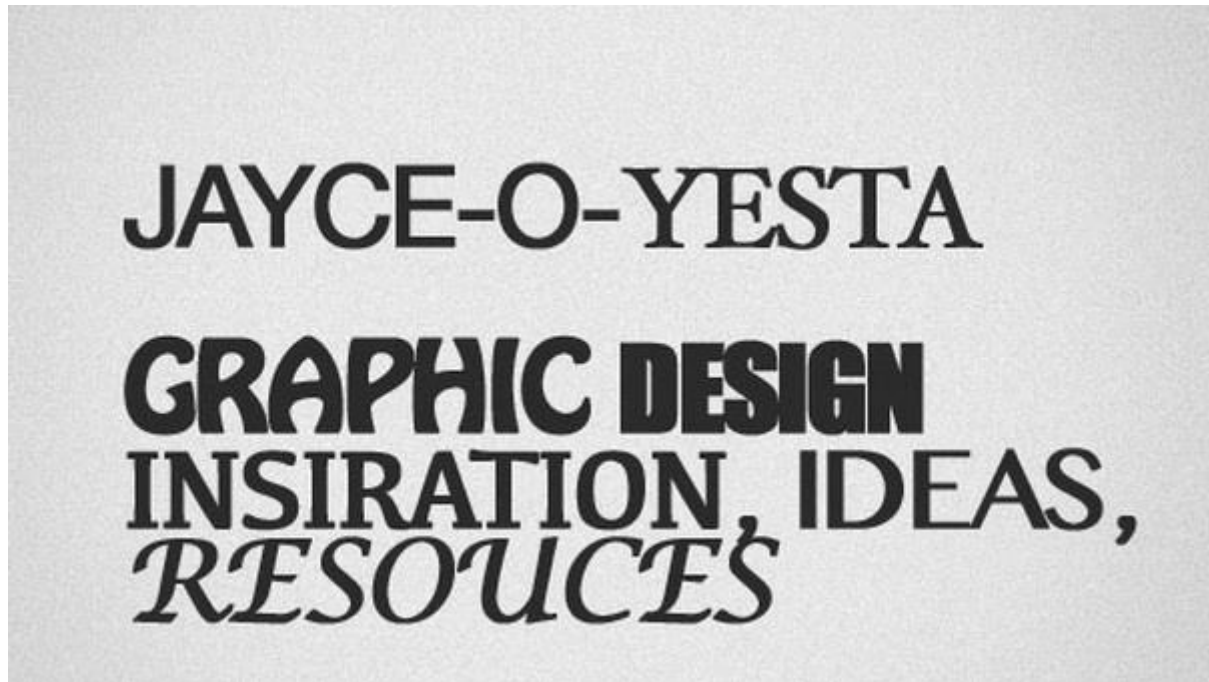 JAYCE-O-YESTA
GRAPHIC DESIGN
INSIRATION, IDEAS,
RESOUCES